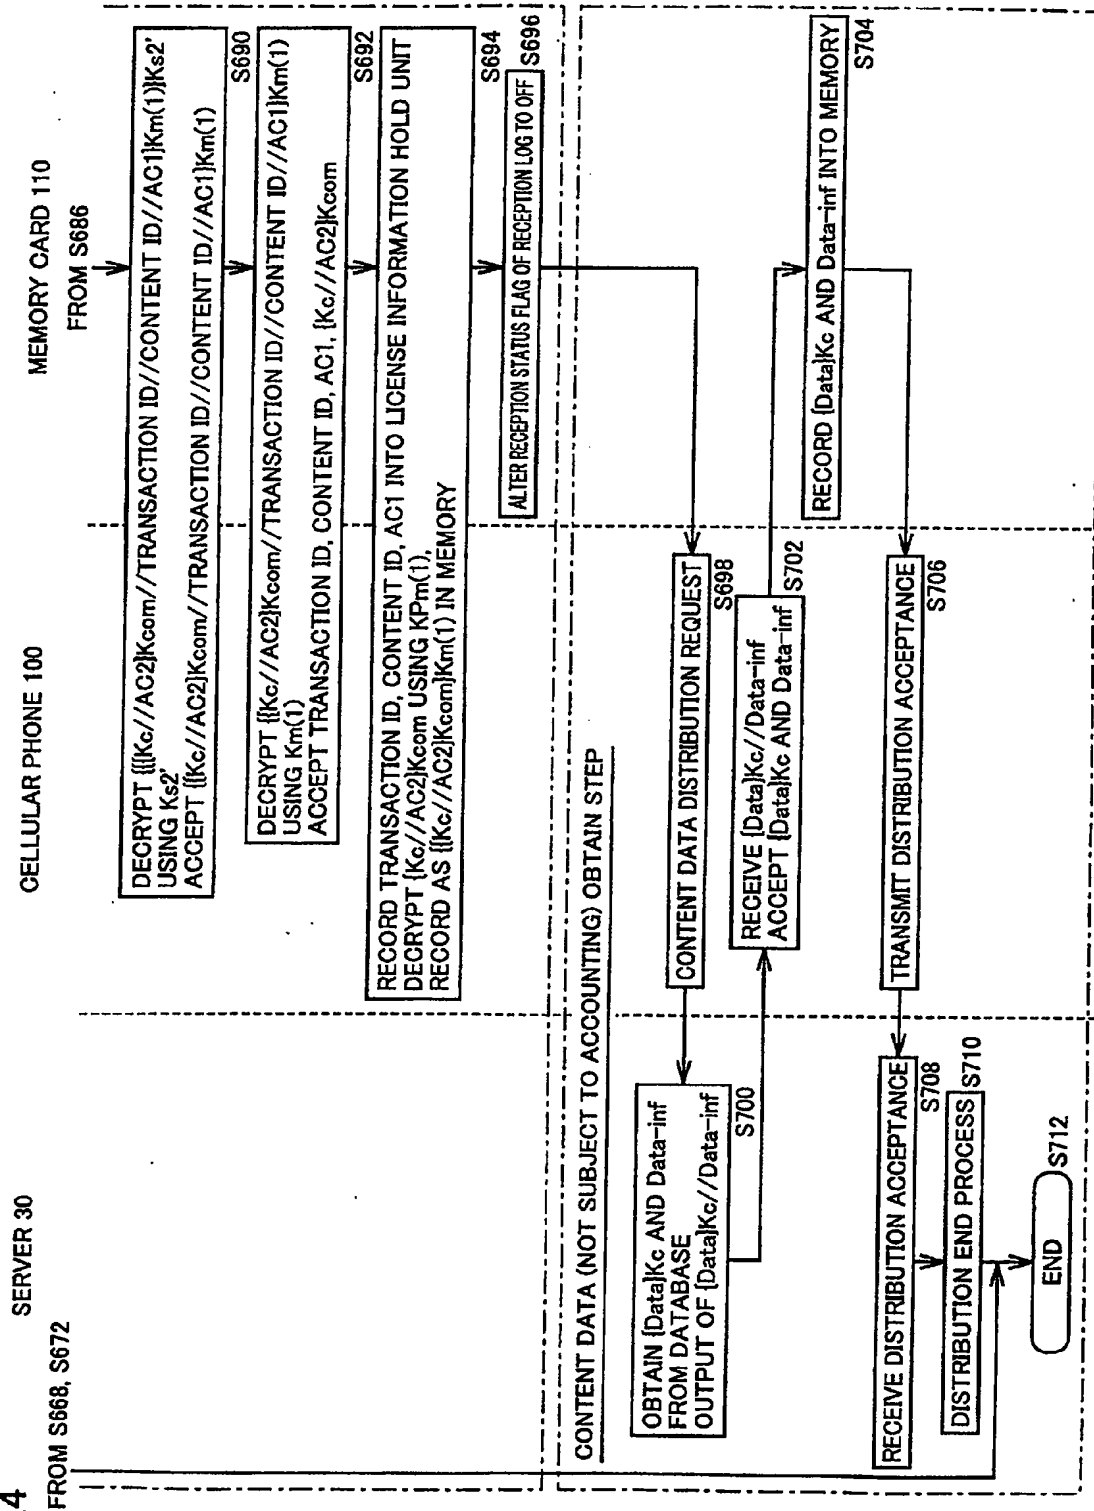 4
SERVER 30
CELLULAR PHONE 100
MEMORY CARD 110
FROM S668, S672
FROM S686
DECRYPT {{{Kc//AC2}Kcom//TRANSACTION ID//CONTENT ID//AC1}Km(1)}Ks2'
USING Ks2'
ACCEPT {{Kc//AC2}Kcom//TRANSACTION ID//CONTENT ID//AC1}Km(1)
S690
DECRYPT {{Kc//AC2}Kcom//TRANSACTION ID//CONTENT ID//AC1}Km(1)
USING Km(1)
ACCEPT TRANSACTION ID, CONTENT ID, AC1, {Kc//AC2}Kcom
S692
RECORD TRANSACTION ID, CONTENT ID, AC1 INTO LICENSE INFORMATION HOLD UNIT
DECRYPT {Kc//AC2}Kcom USING KPm(1),
RECORD AS {{Kc//AC2}Kcom}Km(1) IN MEMORY
S694
ALTER RECEPTION STATUS FLAG OF RECEPTION LOG TO OFF
S696
CONTENT DATA (NOT SUBJECT TO ACCOUNTING) OBTAIN STEP
CONTENT DATA DISTRIBUTION REQUEST
S698
OBTAIN {Data}Kc AND Data-inf
FROM DATABASE
OUTPUT OF {Data}Kc//Data-inf
S700
RECEIVE {Data}Kc//Data-inf
ACCEPT {Data}Kc AND Data-inf
S702
RECORD {Data}Kc AND Data-inf INTO MEMORY
S704
TRANSMIT DISTRIBUTION ACCEPTANCE
S706
RECEIVE DISTRIBUTION ACCEPTANCE
S708
DISTRIBUTION END PROCESS
S710
END
S712